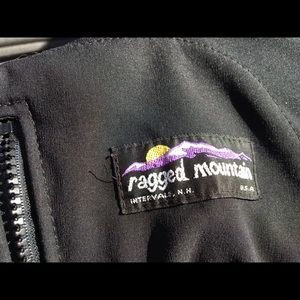 ragged mountain
INTERVALE, N.H. U.S.A